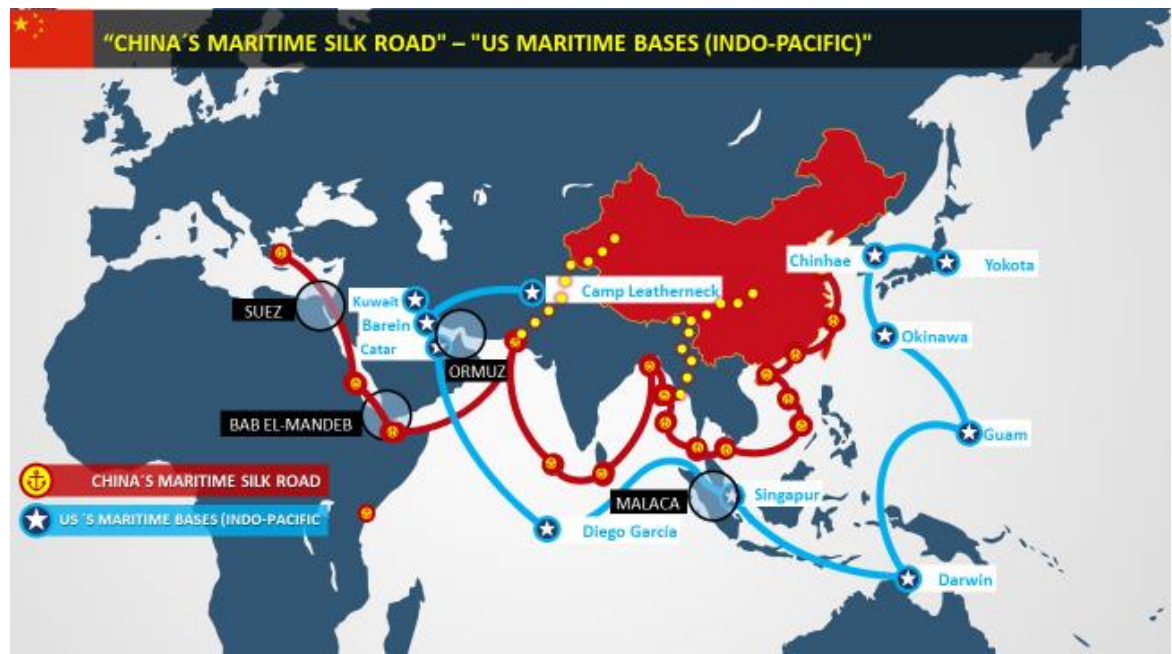 “CHINA´S MARITIME SILK ROAD" – "US MARITIME BASES (INDO-PACIFIC)"
Chinhae
Yokota
SUEZ
Kuwait
Camp Leatherneck
Barein
Catar
ORMUZ
Okinawa
BAB EL-MANDEB
Guam
CHINA´S MARITIME SILK ROAD
US ´S MARITIME BASES (INDO-PACIFIC
MALACA
Singapur
Diego García
Darwin